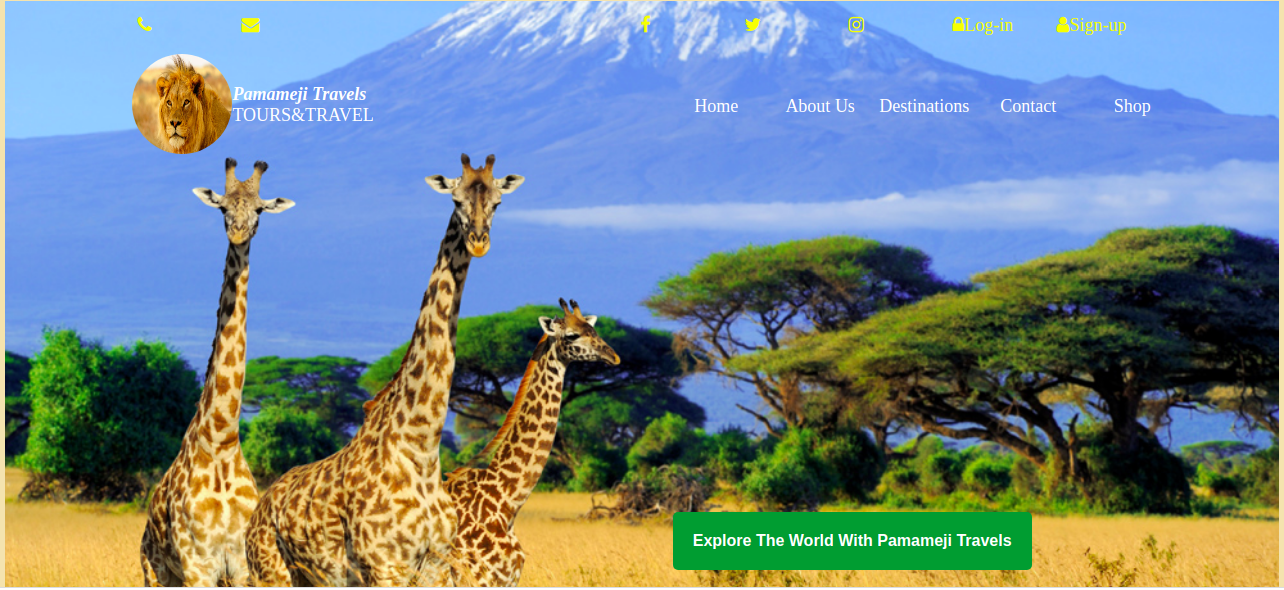 Log-in
Sign-up
Pamameji Travels
TOURS&TRAVEL
Home
About Us
Destinations
Contact
Shop
Explore The World With Pamameji Travels